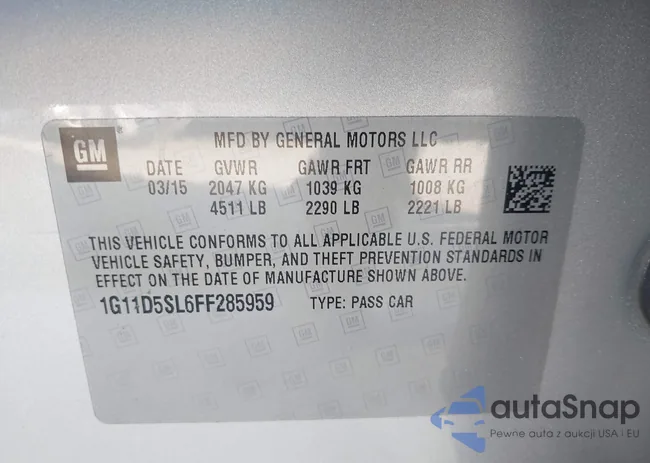 GM
MFD BY GENERAL MOTORS LLC
DATE GVWR GAWR FRT GAWR RR
03/15 2047 KG 1039 KG 1008 KG
4511 LB 2290 LB 2221 LB
THIS VEHICLE CONFORMS TO ALL APPLICABLE U.S. FEDERAL MOTOR
VEHICLE SAFETY, BUMPER, AND THEFT PREVENTION STANDARDS IN
EFFECT ON THE DATE OF MANUFACTURE SHOWN ABOVE.
1G11D5SL6FF285959 TYPE: PASS CAR
autaSnap
Pewne auta z aukcji USA i EU